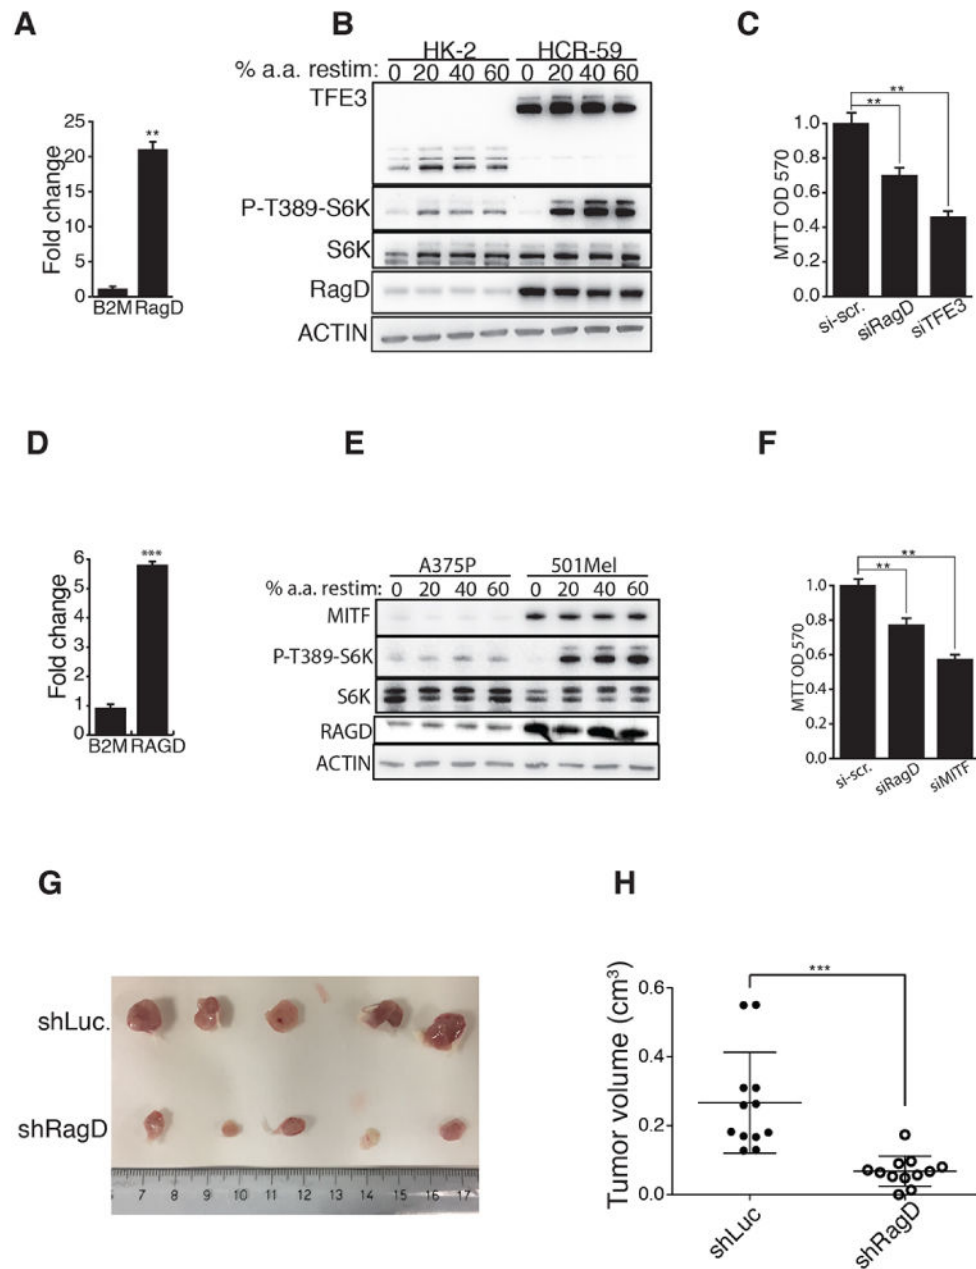 A
B
C
HK-2 HCR-59
% a.a. restim: 0 20 40 60 0 20 40 60
TFE3
P-T389-S6K
S6K
RagD
ACTIN
Fold change
25
20
15
10
5
0
**
B2M RagD
MTT OD 570
1.0
0.8
0.6
0.4
0.2
0.0
**
**
si-scr. siRagD siTFE3
D
E
F
Fold change
6
5
4
3
2
1
0
***
B2M RAGD
A375P 501Mel
% a.a. restim: 0 20 40 60 0 20 40 60
MITF
P-T389-S6K
S6K
RAGD
ACTIN
MTT OD 570
1.0
0.8
0.6
0.4
0.2
0.0
**
**
si-scr. siRagD siMITF
G
H
shLuc.
shRagD
7 8 9 10 11 12 13 14 15 16 17
Tumor volume (cm³)
0.6
0.4
0.2
0.0
***
shLuc shRagD